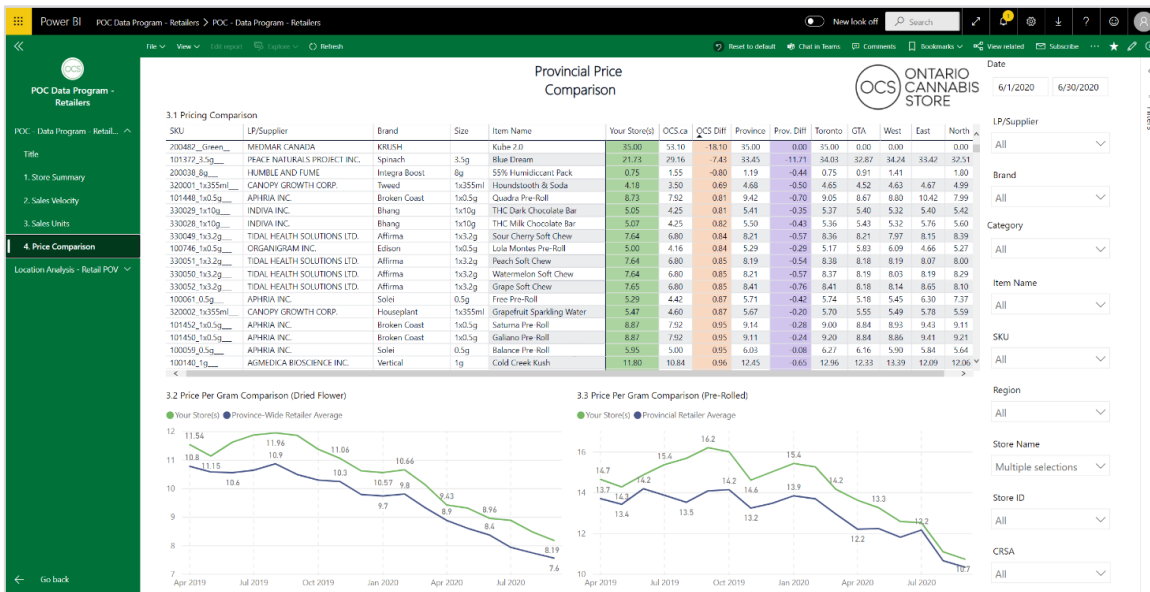 Power BI POC Data Program - Retailers > POC - Data Program - Retailers New look off Search
File View Edit report Explore Refresh Reset to default Chat in Teams Comments Bookmarks View related Subscribe
OCS
POC Data Program -
Retailers
POC - Data Program - Retail...
Title
1. Store Summary
2. Sales Velocity
3. Sales Units
4. Price Comparison
Location Analysis - Retail POV
Go back
Provincial Price
Comparison
OCS ONTARIO
CANNABIS
STORE
3.1 Pricing Comparison
SKU LP/Supplier Brand Size Item Name Your Store(s) OCS.ca OCS Diff Province Prov. Diff Toronto GTA West East North
200482__Green__ MEDMAR CANADA KRUSH Kube 2.0 35.00 53.10 -18.10 35.00 0.00 35.00 0.00 0.00 0.00
101372_3.5g__ PEACE NATURALS PROJECT INC. Spinach 3.5g Blue Dream 21.73 29.16 -7.43 33.45 -11.71 34.03 32.87 34.24 33.42 32.51
200038_8g__ HUMBLE AND FUME Integra Boost 8g 55% Humidiccant Pack 0.75 1.55 -0.80 1.19 -0.44 0.75 0.91 1.41 1.80
320001_1x355ml__ CANOPY GROWTH CORP. Tweed 1x355ml Houndstooth & Soda 4.18 3.50 0.69 4.68 -0.50 4.65 4.52 4.63 4.67 4.99
101448_1x0.5g__ APHRIA INC. Broken Coast 1x0.5g Quadra Pre-Roll 8.73 7.92 0.81 9.42 -0.70 9.05 8.67 8.80 10.42 7.99
330029_1x10g__ INDIVA INC. Bhang 1x10g THC Dark Chocolate Bar 5.05 4.25 0.81 5.41 -0.35 5.37 5.40 5.32 5.40 5.42
330028_1x10g__ INDIVA INC. Bhang 1x10g THC Milk Chocolate Bar 5.07 4.25 0.82 5.50 -0.43 5.36 5.43 5.32 5.76 5.60
330049_1x3.2g__ TIDAL HEALTH SOLUTIONS LTD. Affirma 1x3.2g Sour Cherry Soft Chew 7.64 6.80 0.84 8.21 -0.57 8.36 8.21 7.97 8.15 8.39
100746_1x0.5g__ ORGANIGRAM INC. Edison 1x0.5g Lola Montes Pre-Roll 5.00 4.16 0.84 5.29 -0.29 5.17 5.83 6.09 4.66 5.27
330051_1x3.2g__ TIDAL HEALTH SOLUTIONS LTD. Affirma 1x3.2g Peach Soft Chew 7.64 6.80 0.85 8.19 -0.54 8.38 8.18 8.19 8.07 8.00
330050_1x3.2g__ TIDAL HEALTH SOLUTIONS LTD. Affirma 1x3.2g Watermelon Soft Chew 7.64 6.80 0.85 8.21 -0.57 8.37 8.19 8.03 8.19 8.29
330052_1x3.2g__ TIDAL HEALTH SOLUTIONS LTD. Affirma 1x3.2g Grape Soft Chew 7.65 6.80 0.85 8.41 -0.76 8.41 8.18 8.14 8.65 8.10
100061_0.5g__ APHRIA INC. Solei 0.5g Free Pre-Roll 5.29 4.42 0.87 5.71 -0.42 5.74 5.18 5.45 6.30 7.37
320002_1x355ml__ CANOPY GROWTH CORP. Houseplant 1x355ml Grapefruit Sparkling Water 5.47 4.60 0.87 5.67 -0.20 5.70 5.55 5.49 5.78 5.59
101452_1x0.5g__ APHRIA INC. Broken Coast 1x0.5g Saturna Pre-Roll 8.87 7.92 0.95 9.14 -0.28 9.00 8.84 8.93 9.43 9.11
101450_1x0.5g__ APHRIA INC. Broken Coast 1x0.5g Galiano Pre-Roll 8.87 7.92 0.95 9.11 -0.24 9.20 8.84 8.86 9.41 9.21
100059_0.5g__ APHRIA INC. Solei 0.5g Balance Pre-Roll 5.95 5.00 0.95 6.03 -0.08 6.27 6.16 5.90 5.84 5.64
100140_1g__ AGMEDICA BIOSCIENCE INC. Vertical 1g Cold Creek Kush 11.80 10.84 0.96 12.45 -0.65 12.96 12.33 13.39 12.09 12.06
3.2 Price Per Gram Comparison (Dried Flower)
Your Store(s) Province-Wide Retailer Average
12
11
10
9
8
7
11.54 11.15 11.96 11.06 10.57 10.66 9.43 8.96 8.19
10.8 10.6 10.9 10.3 9.7 9.8 8.9 8.4 7.6
Apr 2019 Jul 2019 Oct 2019 Jan 2020 Apr 2020 Jul 2020
3.3 Price Per Gram Comparison (Pre-Rolled)
Your Store(s) Provincial Retailer Average
16
14
12
10
14.7 14.3 15.4 16.2 14.6 15.4 14.2 13.3
13.7 13.4 14.2 13.5 14.2 13.2 13.9 12.2 12.2 10.7
Apr 2019 Jul 2019 Oct 2019 Jan 2020 Apr 2020 Jul 2020
Date
6/1/2020 6/30/2020
LP/Supplier
All
Brand
All
Category
All
Item Name
All
SKU
All
Region
All
Store Name
Multiple selections
Store ID
All
CRSA
All
Filters